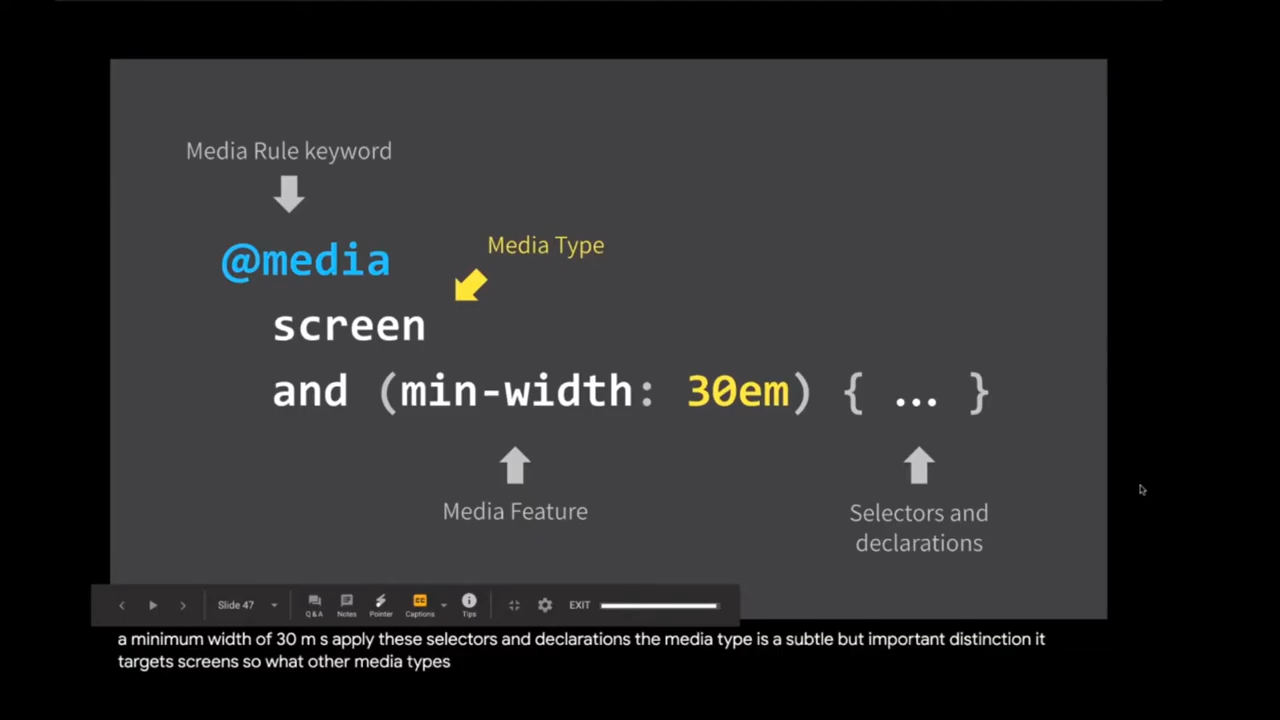 Media Rule keyword
Media Type
@media
screen
and (min-width: 30em) { ... }
Media Feature
Selectors and
declarations
Slide 47
Q&A
Notes
Pointer
CC
Captions
Tips
EXIT
a minimum width of 30 m s apply these selectors and declarations the media type is a subtle but important distinction it
targets screens so what other media types